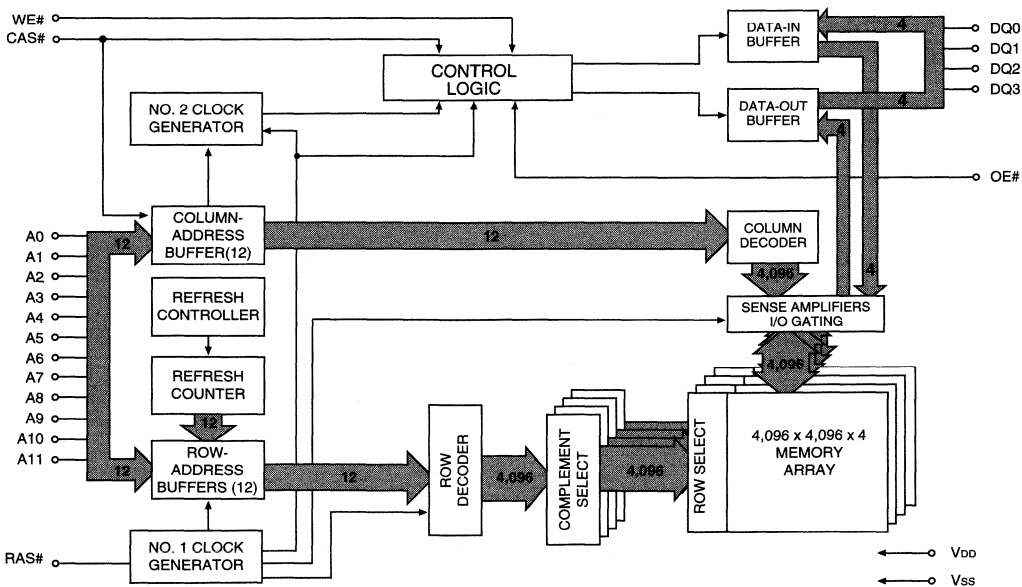 WE#
CAS#
CONTROL
LOGIC
DATA-IN
BUFFER
4
DQ0
DQ1
DQ2
DQ3
NO. 2 CLOCK
GENERATOR
DATA-OUT
BUFFER
4
4
OE#
COLUMN-
ADDRESS
BUFFER(12)
12
12
COLUMN
DECODER
4,096
4
A0
A1
A2
A3
A4
A5
A6
A7
A8
A9
A10
A11
REFRESH
CONTROLLER
SENSE AMPLIFIERS
I/O GATING
4,096
REFRESH
COUNTER
12
ROW-
ADDRESS
BUFFERS (12)
12
12
ROW
DECODER
4,096
COMPLEMENT
SELECT
4,096
ROW SELECT
4,096 x 4,096 x 4
MEMORY
ARRAY
RAS#
NO. 1 CLOCK
GENERATOR
VDD
VSS